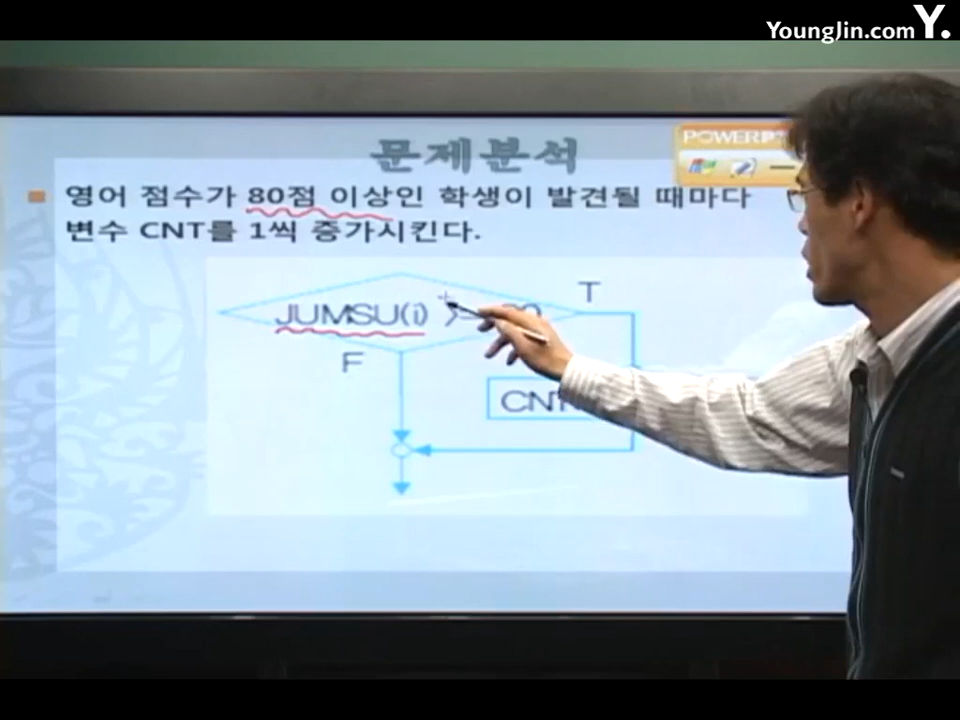 YoungJin.com Y.
문제분석
영어 점수가 80점 이상인 학생이 발견될 때마다
변수 CNT를 1씩 증가시킨다.
JUMSU(i) >
T
F